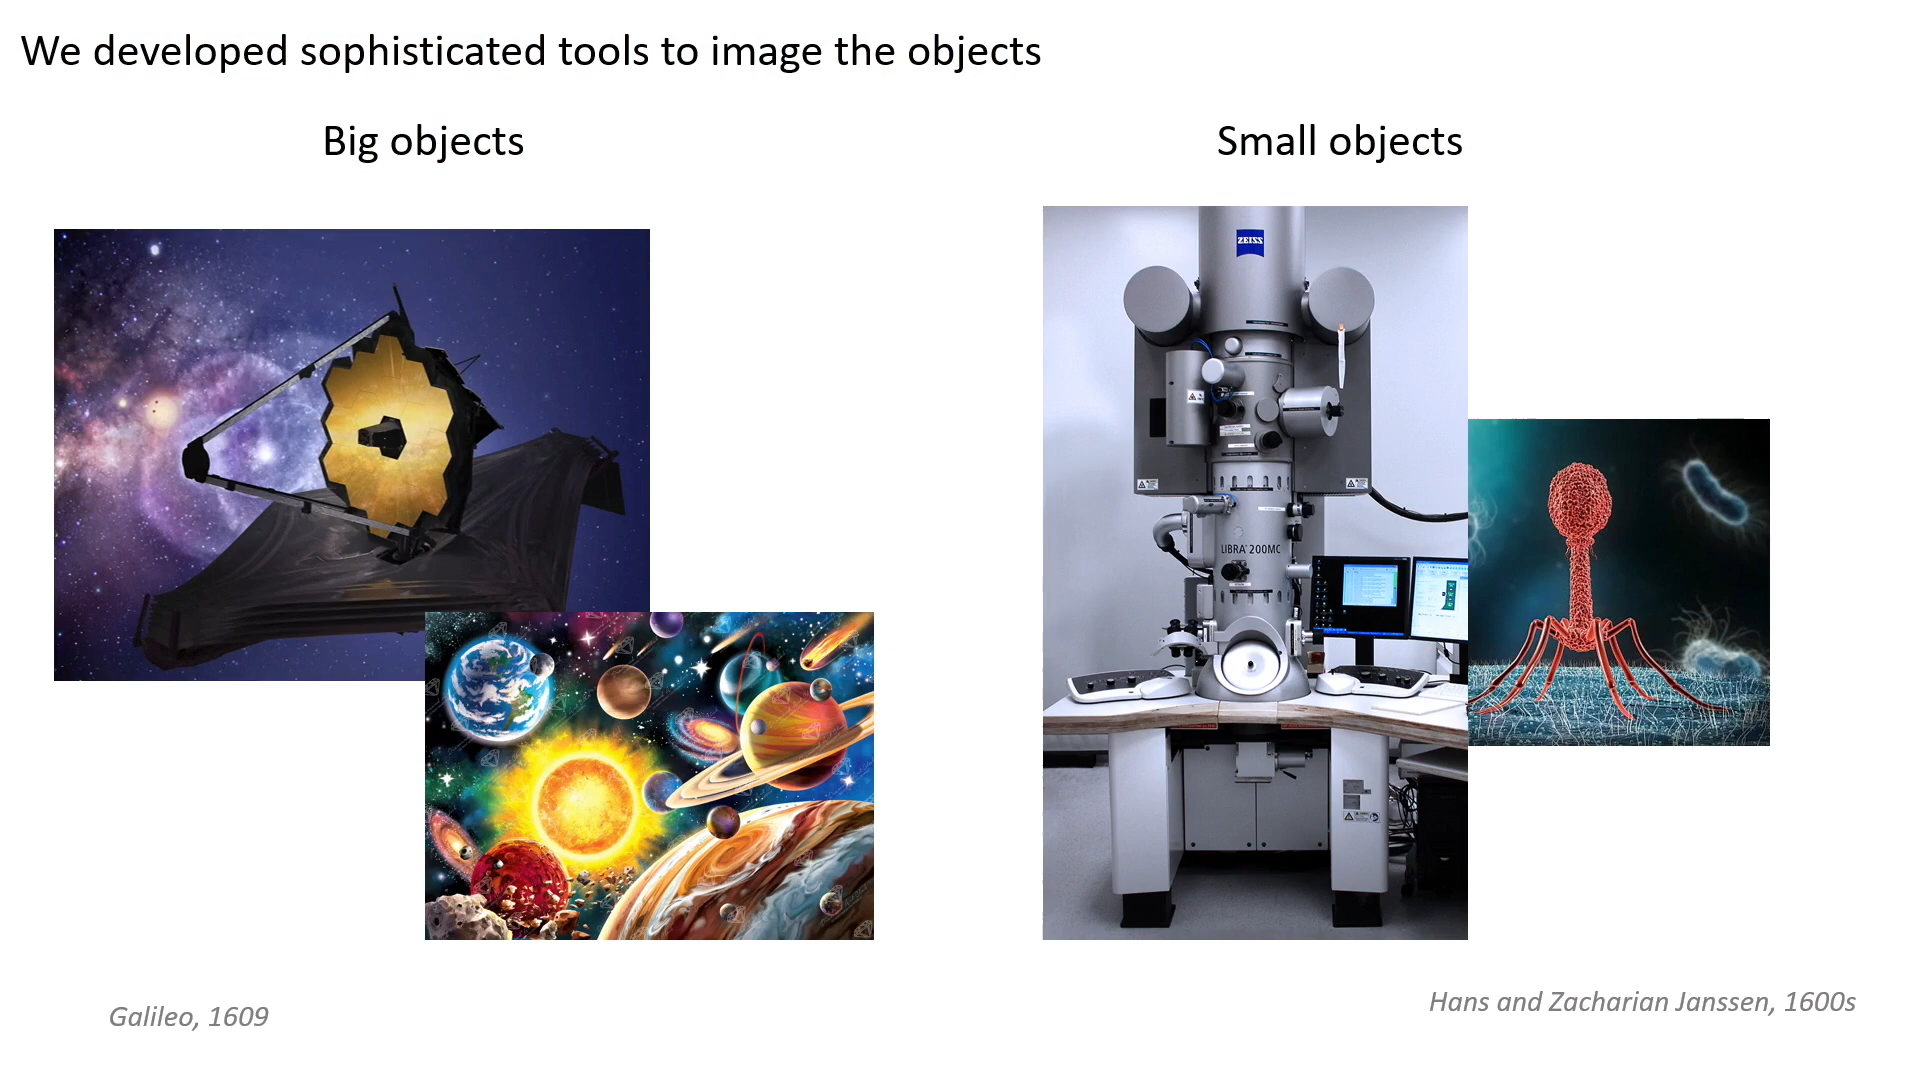 We developed sophisticated tools to image the objects
Big objects
Small objects
ZEISS
LIBRA 200MC
Galileo, 1609
Hans and Zacharian Janssen, 1600s